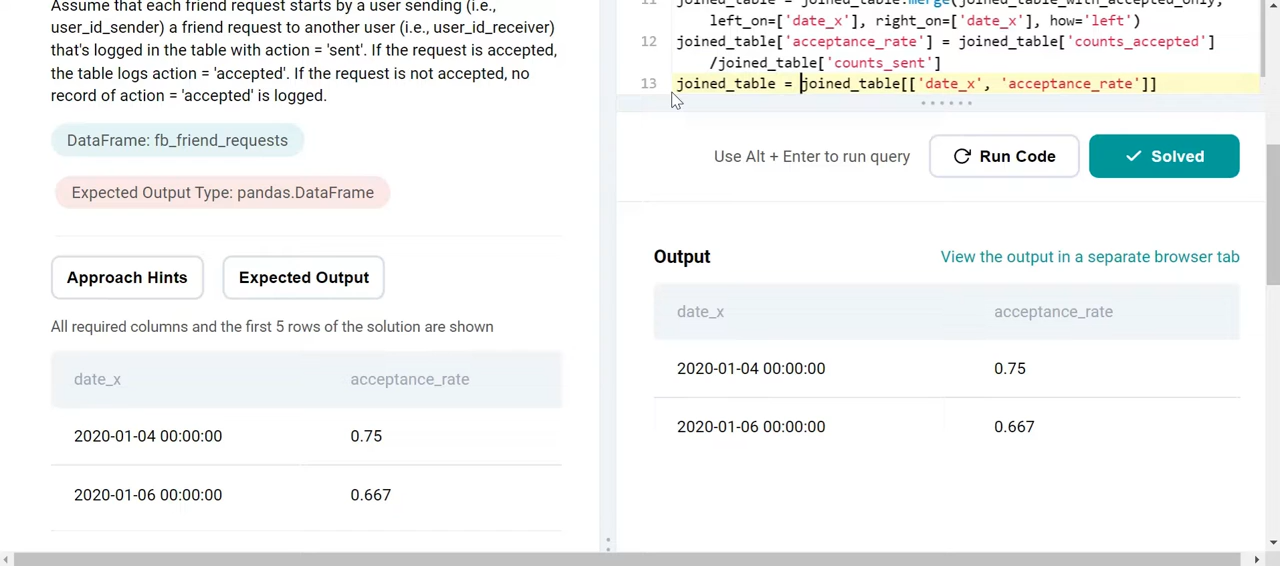 Assume that each friend request starts by a user sending (i.e.,
user_id_sender) a friend request to another user (i.e., user_id_receiver)
that's logged in the table with action = 'sent'. If the request is accepted,
the table logs action = 'accepted'. If the request is not accepted, no
record of action = 'accepted' is logged.
DataFrame: fb_friend_requests
Expected Output Type: pandas.DataFrame
Approach Hints
Expected Output
All required columns and the first 5 rows of the solution are shown
date_x acceptance_rate
2020-01-04 00:00:00 0.75
2020-01-06 00:00:00 0.667
11 joined_table = joined_table.merge(joined_table_with_accepted_only,
left_on=['date_x'], right_on=['date_x'], how='left')
12 joined_table['acceptance_rate'] = joined_table['counts_accepted']
/joined_table['counts_sent']
13 joined_table = joined_table[['date_x', 'acceptance_rate']]
Use Alt + Enter to run query
Run Code
Solved
Output
View the output in a separate browser tab
date_x acceptance_rate
2020-01-04 00:00:00 0.75
2020-01-06 00:00:00 0.667